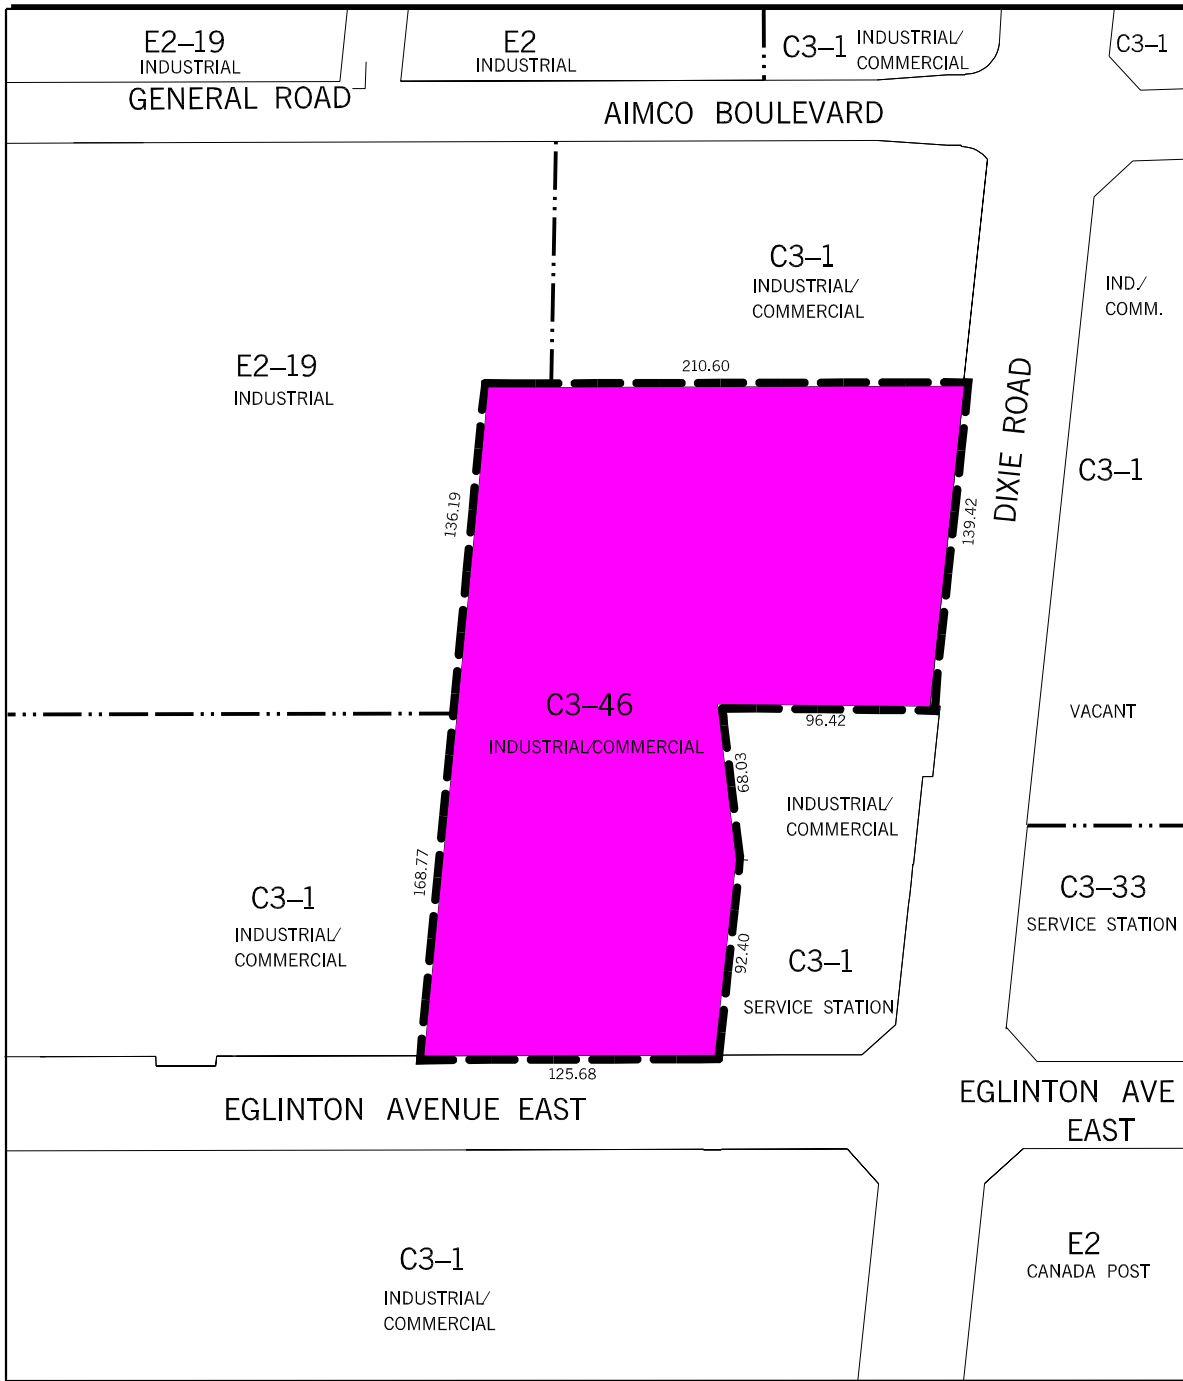 E2–19
INDUSTRIAL
E2
INDUSTRIAL
C3–1
INDUSTRIAL/
COMMERCIAL
C3–1
GENERAL ROAD
AIMCO BOULEVARD
C3–1
INDUSTRIAL/
COMMERCIAL
IND./
COMM.
E2–19
INDUSTRIAL
210.60
DIXIE ROAD
C3–1
136.19
139.42
C3–46
INDUSTRIAL/COMMERCIAL
96.42
VACANT
68.03
INDUSTRIAL/
COMMERCIAL
168.77
C3–1
INDUSTRIAL/
COMMERCIAL
C3–33
SERVICE STATION
92.40
C3–1
SERVICE STATION
125.68
EGLINTON AVENUE EAST
EGLINTON AVE
EAST
C3–1
INDUSTRIAL/
COMMERCIAL
E2
CANADA POST